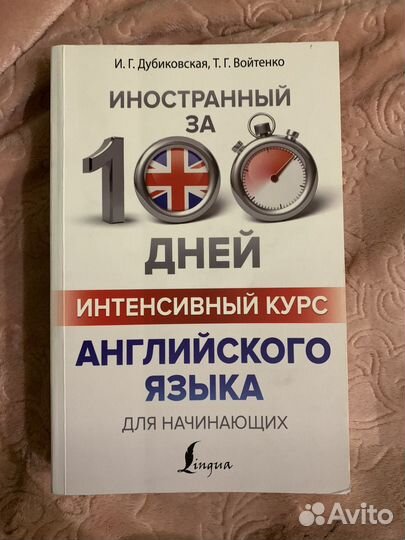 И. Г. Дубиковская, Т. Г. Войтенко
ИНОСТРАННЫЙ
ЗА
100
ДНЕЙ
ИНТЕНСИВНЫЙ КУРС
АНГЛИЙСКОГО
ЯЗЫКА
ДЛЯ НАЧИНАЮЩИХ
Lingua
Avito